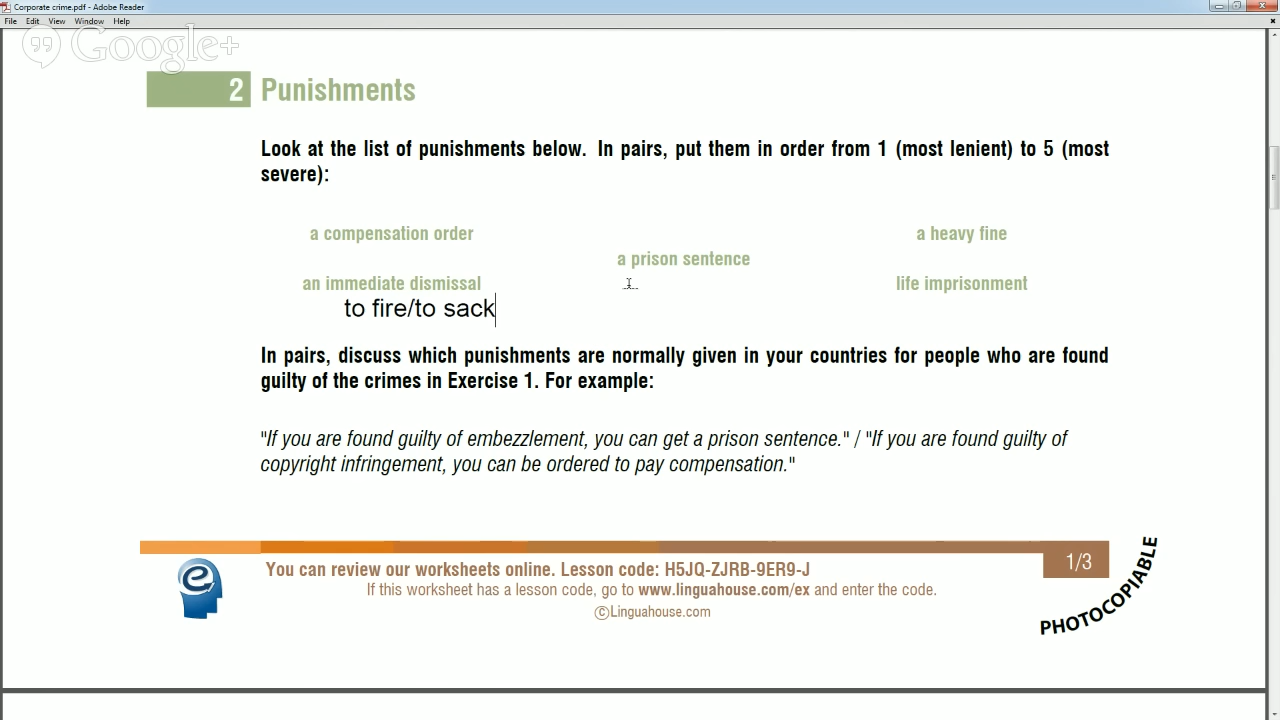 Corporate crime.pdf - Adobe Reader
File Edit View Window Help
Google+
2 Punishments
Look at the list of punishments below. In pairs, put them in order from 1 (most lenient) to 5 (most
severe):
a compensation order
a heavy fine
a prison sentence
an immediate dismissal
life imprisonment
to fire/to sack
In pairs, discuss which punishments are normally given in your countries for people who are found
guilty of the crimes in Exercise 1. For example:
"If you are found guilty of embezzlement, you can get a prison sentence." / "If you are found guilty of
copyright infringement, you can be ordered to pay compensation."
You can review our worksheets online. Lesson code: H5JQ-ZJRB-9ER9-J
1/3
If this worksheet has a lesson code, go to www.linguahouse.com/ex and enter the code.
©Linguahouse.com
PHOTOCOPIABLE